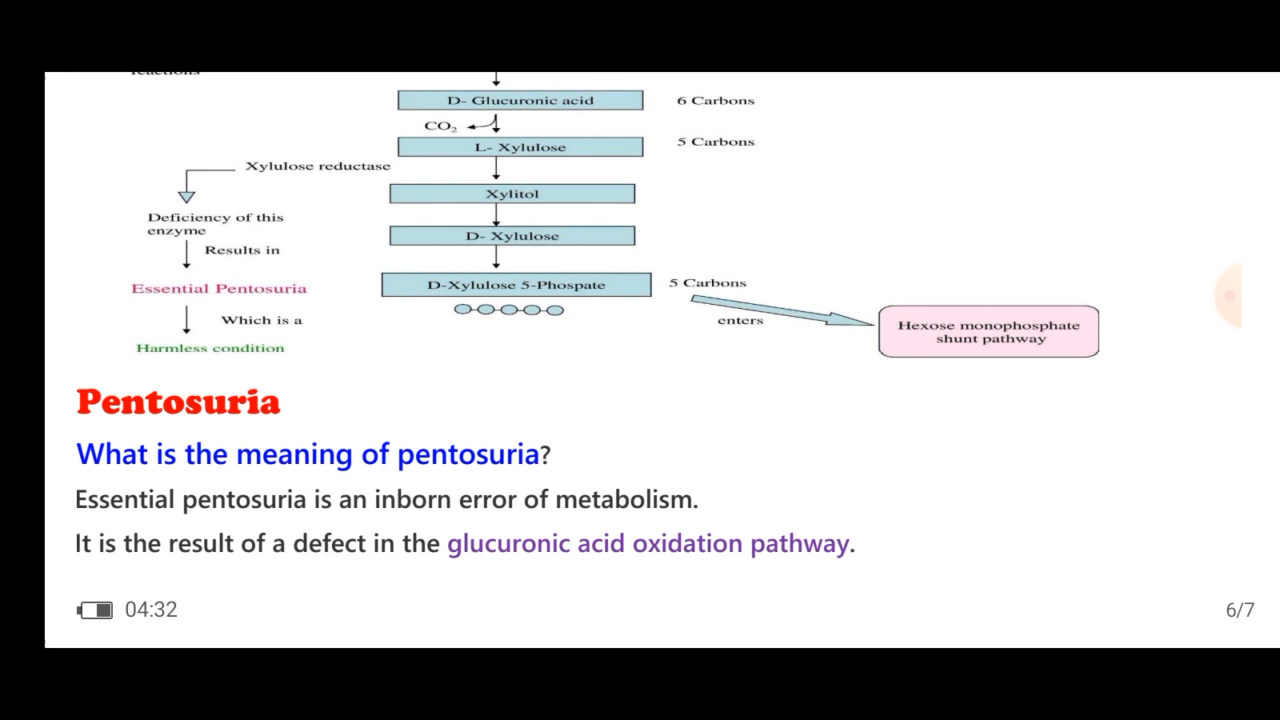 reactions
D- Glucuronic acid
6 Carbons
CO₂
L- Xylulose
5 Carbons
Xylulose reductase
Xylitol
Deficiency of this
enzyme
D- Xylulose
Results in
D-Xylulose 5-Phospate
5 Carbons
Essential Pentosuria
enters
Which is a
Hexose monophosphate
shunt pathway
Harmless condition
Pentosuria
What is the meaning of pentosuria?
Essential pentosuria is an inborn error of metabolism.
It is the result of a defect in the glucuronic acid oxidation pathway.
04:32
6/7